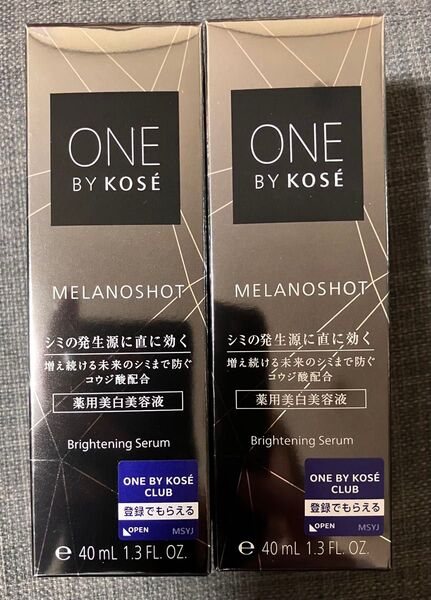 ONE
BY KOSÉ
MELANOSHOT
シミの発生源に直に効く
増え続ける未来のシミまで防ぐ
コウジ酸配合
薬用美白美容液
Brightening Serum
ONE BY KOSÉ
CLUB
登録でもらえる
OPEN MSYJ
e 40 mL 1.3 FL. OZ.
ONE
BY KOSÉ
MELANOSHOT
シミの発生源に直に効く
増え続ける未来のシミまで防ぐ
コウジ酸配合
薬用美白美容液
Brightening Serum
ONE BY KOSÉ
CLUB
登録でもらえる
OPEN MSYJ
e 40 mL 1.3 FL. OZ.